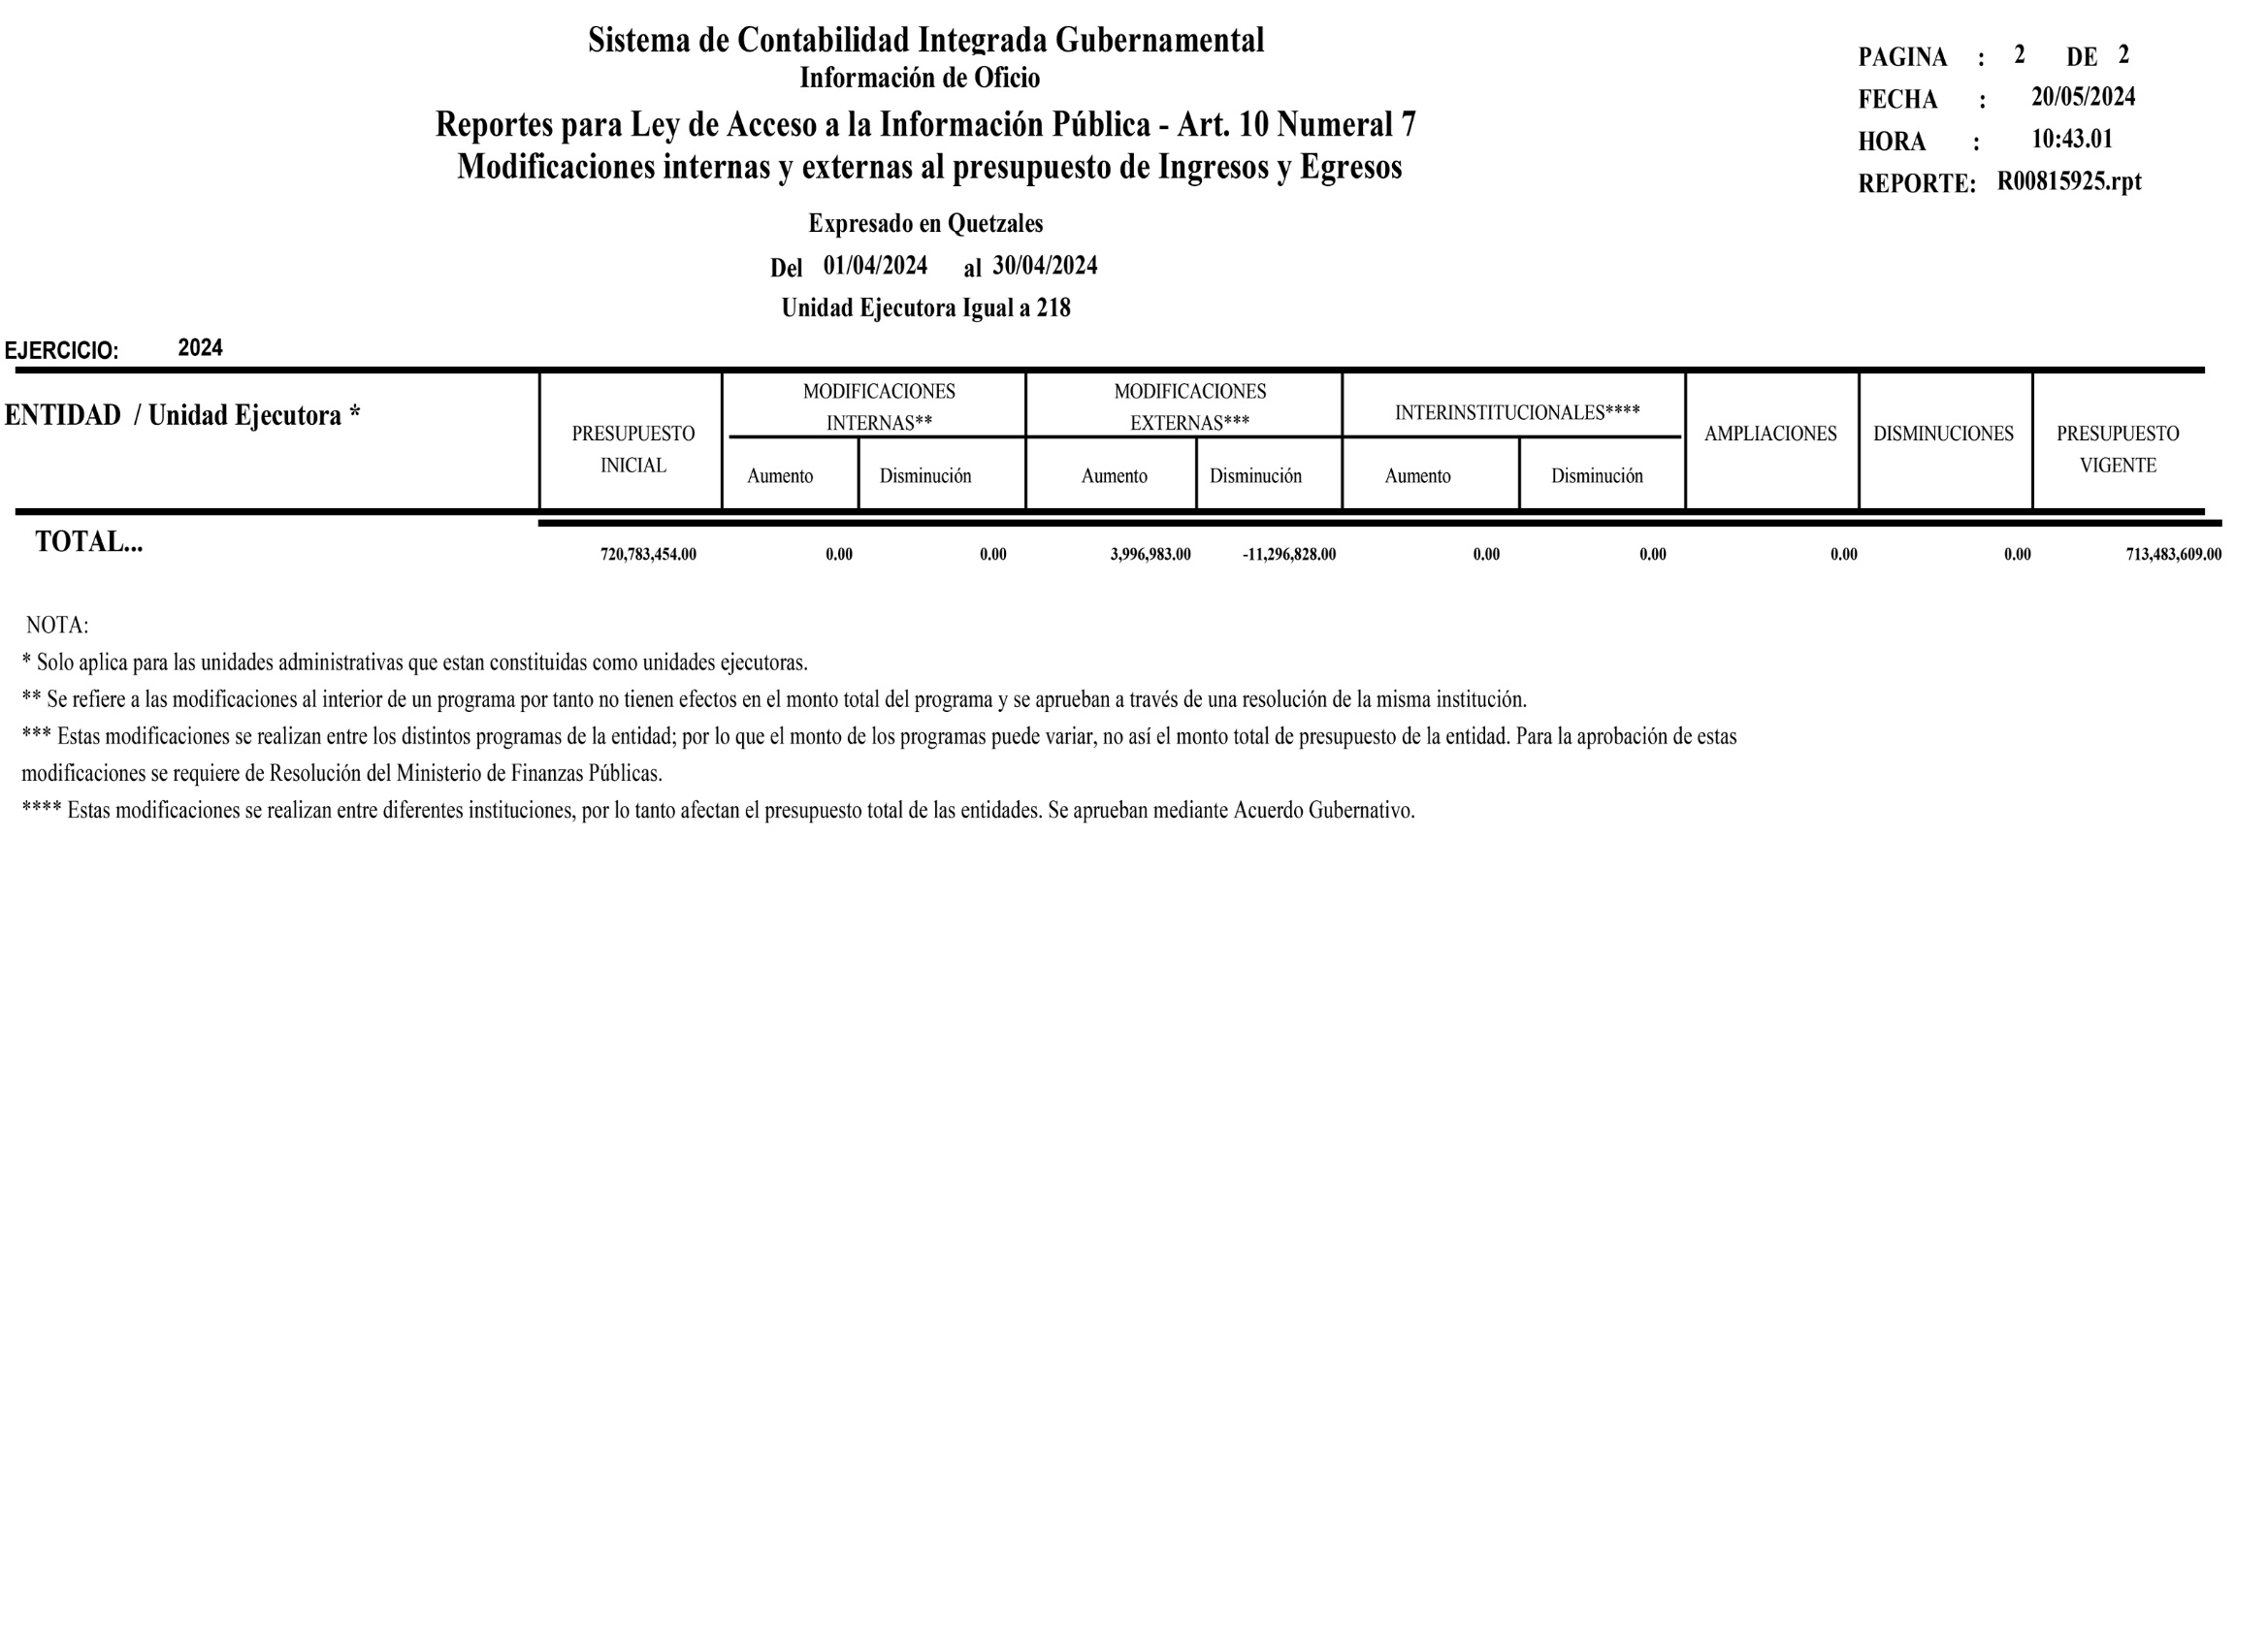 Sistema de Contabilidad Integrada Gubernamental
Información de Oficio
Reportes para Ley de Acceso a la Información Pública - Art. 10 Numeral 7
Modificaciones internas y externas al presupuesto de Ingresos y Egresos
Expresado en Quetzales
Del 01/04/2024 al 30/04/2024
Unidad Ejecutora Igual a 218
PAGINA : 2 DE 2
FECHA : 20/05/2024
HORA : 10:43.01
REPORTE: R00815925.rpt
EJERCICIO: 2024
ENTIDAD / Unidad Ejecutora *
PRESUPUESTO
INICIAL
MODIFICACIONES
INTERNAS**
Aumento Disminución
MODIFICACIONES
EXTERNAS***
Aumento Disminución
INTERINSTITUCIONALES****
Aumento Disminución
AMPLIACIONES
DISMINUCIONES
PRESUPUESTO
VIGENTE
TOTAL... 720,783,454.00 0.00 0.00 3,996,983.00 -11,296,828.00 0.00 0.00 0.00 0.00 713,483,609.00
NOTA:
* Solo aplica para las unidades administrativas que estan constituidas como unidades ejecutoras.
** Se refiere a las modificaciones al interior de un programa por tanto no tienen efectos en el monto total del programa y se aprueban a través de una resolución de la misma institución.
*** Estas modificaciones se realizan entre los distintos programas de la entidad; por lo que el monto de los programas puede variar, no así el monto total de presupuesto de la entidad. Para la aprobación de estas
modificaciones se requiere de Resolución del Ministerio de Finanzas Públicas.
**** Estas modificaciones se realizan entre diferentes instituciones, por lo tanto afectan el presupuesto total de las entidades. Se aprueban mediante Acuerdo Gubernativo.